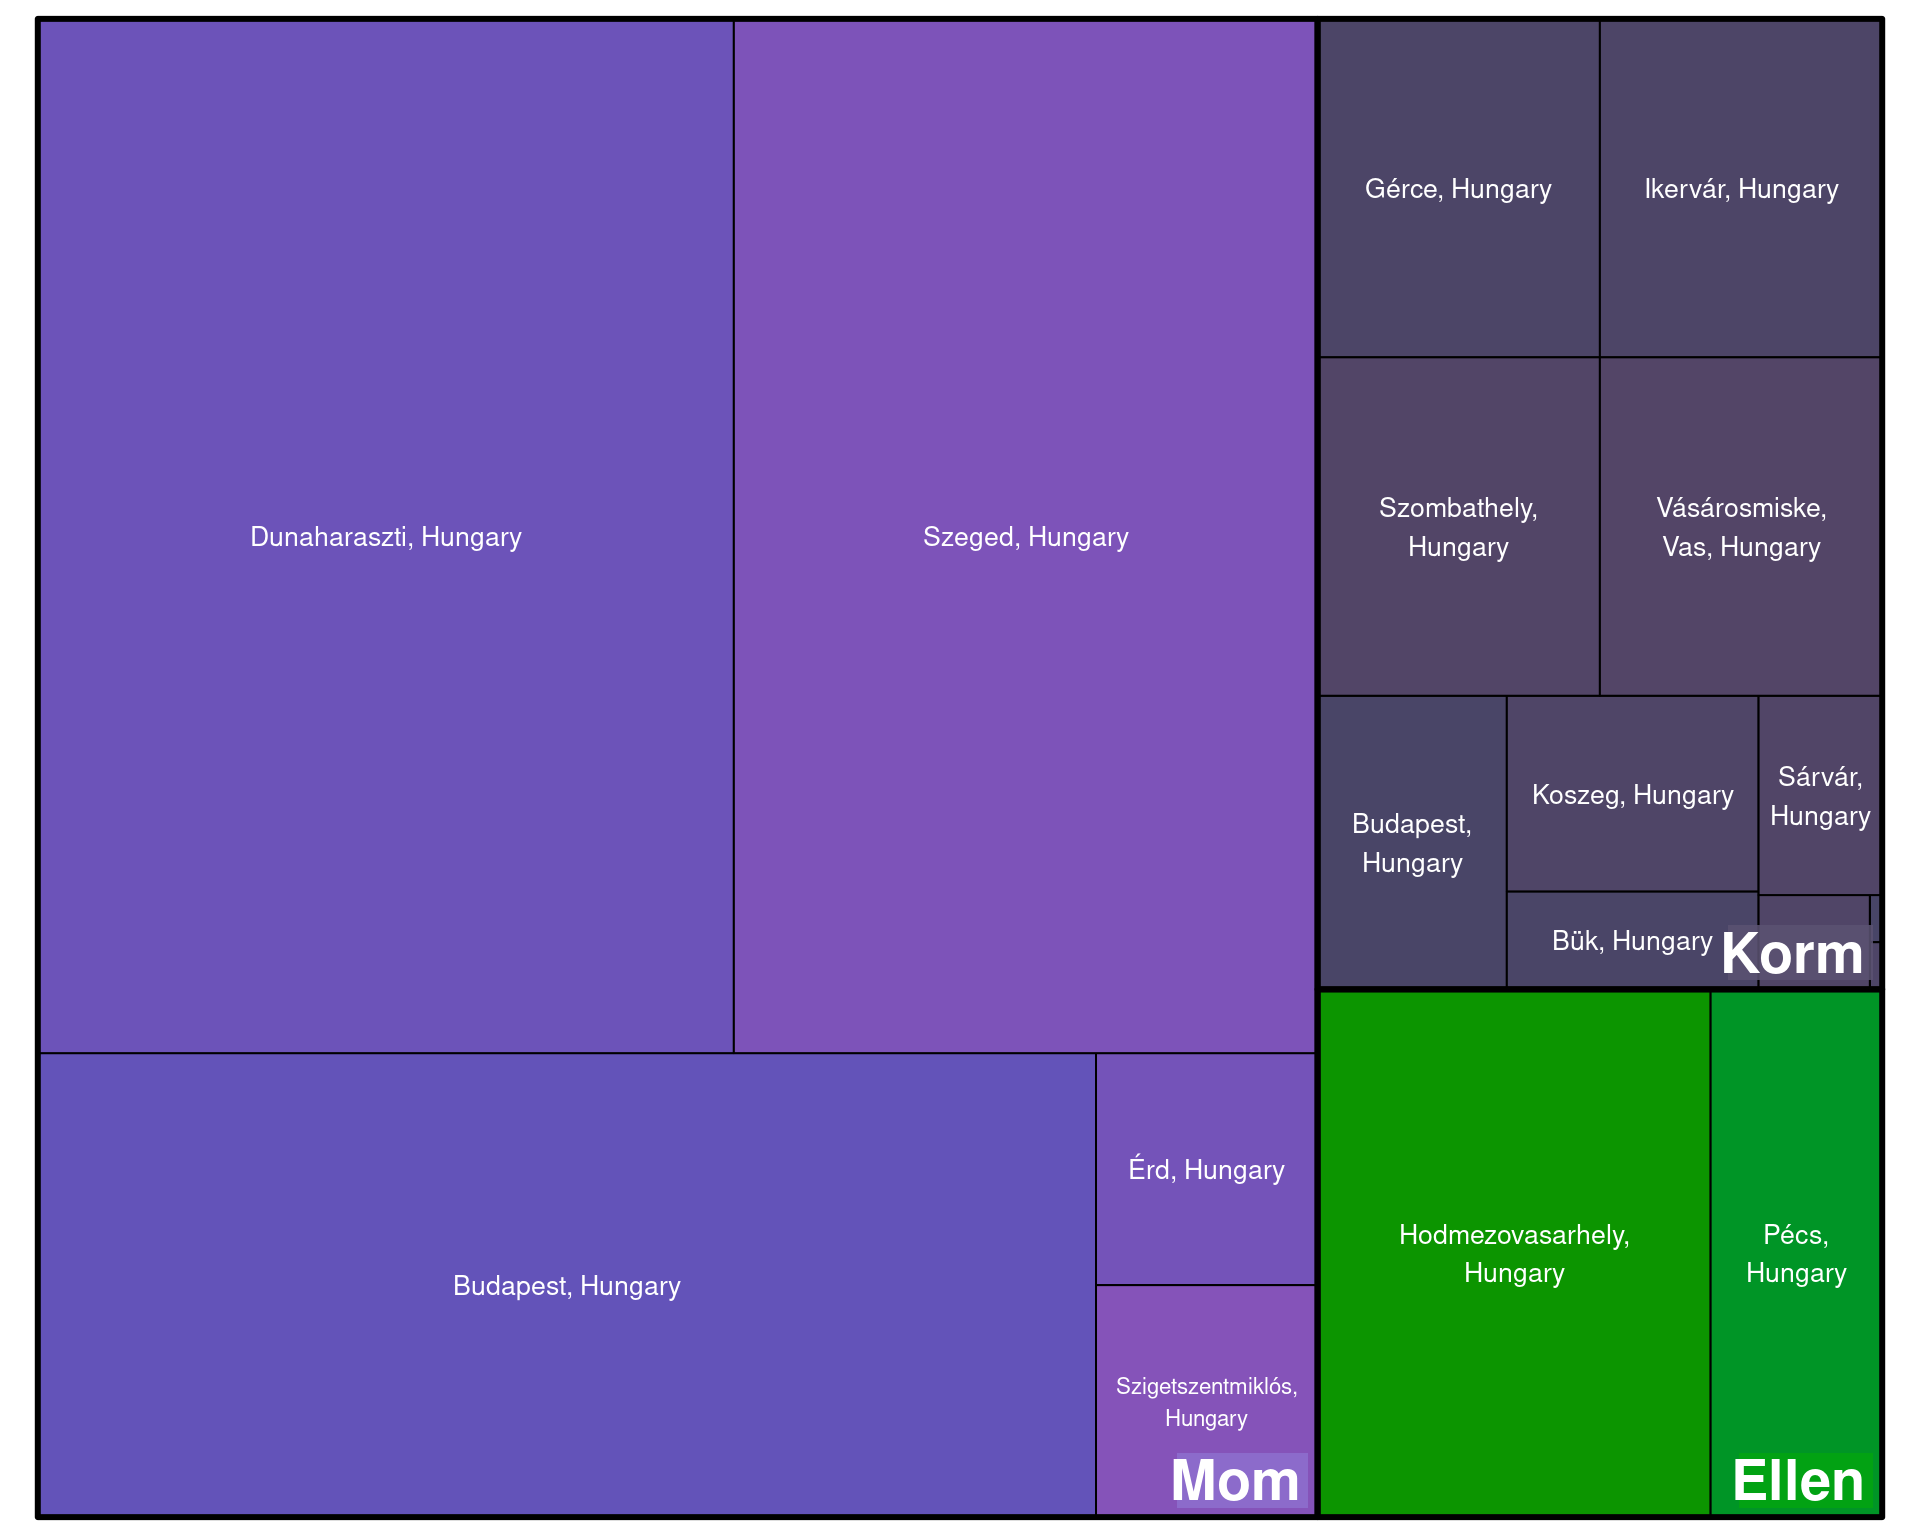 Dunaharaszti, Hungary
Szeged, Hungary
Budapest, Hungary
Érd, Hungary
Szigetszentmiklós,
Hungary
Mom
Gérce, Hungary
Ikervár, Hungary
Szombathely,
Hungary
Vásárosmiske,
Vas, Hungary
Budapest,
Hungary
Koszeg, Hungary
Sárvár,
Hungary
Bük, Hungary
Korm
Hodmezovasarhely,
Hungary
Pécs,
Hungary
Ellen